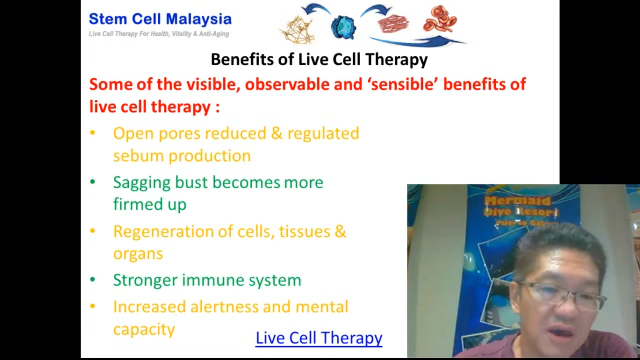 Stem Cell Malaysia
Live Cell Therapy For Health, Vitality & Anti-Aging
Benefits of Live Cell Therapy
Some of the visible, observable and ‘sensible’ benefits of
live cell therapy :
• Open pores reduced & regulated
sebum production
• Sagging bust becomes more
firmed up
• Regeneration of cells, tissues &
organs
• Stronger immune system
• Increased alertness and mental
capacity
Live Cell Therapy
Mermaid
Dive Resort